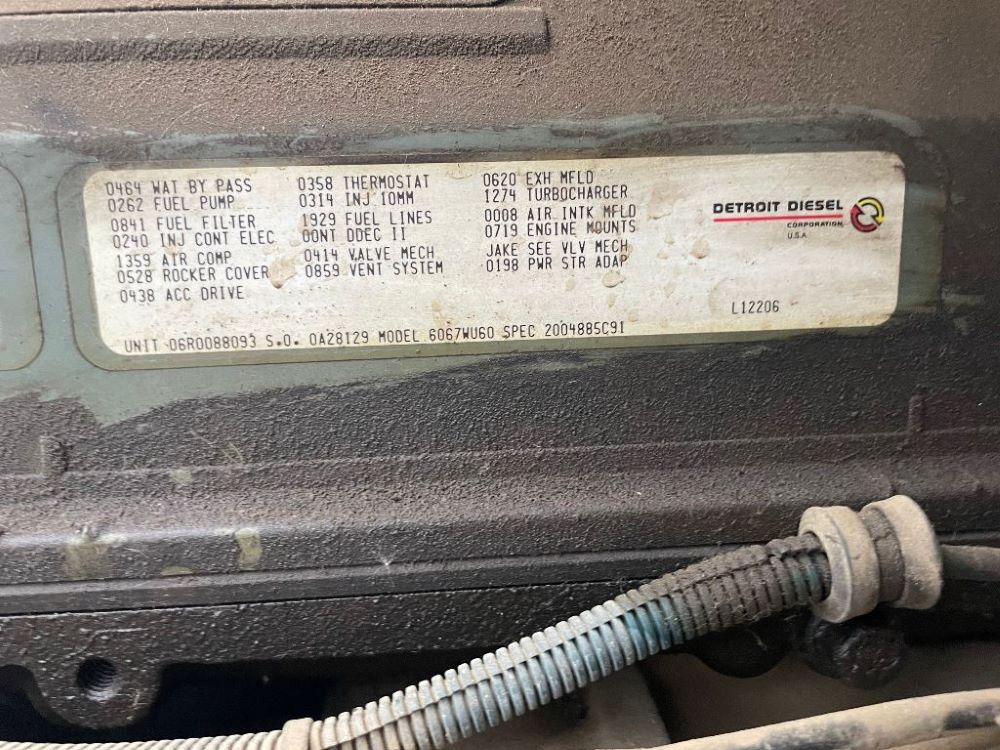 0464 WAT BY PASS 0358 THERMOSTAT 0620 EXH MFLD
0262 FUEL PUMP 0314 INJ 10MM 1274 TURBOCHARGER
0841 FUEL FILTER 1929 FUEL LINES 0008 AIR INTK MFLD
0240 INJ CONT ELEC 00NT DDEC II 0719 ENGINE MOUNTS
1359 AIR COMP 0414 VALVE MECH JAKE SEE VLV MECH
0528 ROCKER COVER 0859 VENT SYSTEM 0198 PWR STR ADAP
0438 ACC DRIVE
DETROIT DIESEL
CORPORATION
U.S.A.
L12206
UNIT 06R0088093 S.O. 0A28129 MODEL 6067WU60 SPEC 2004885C91